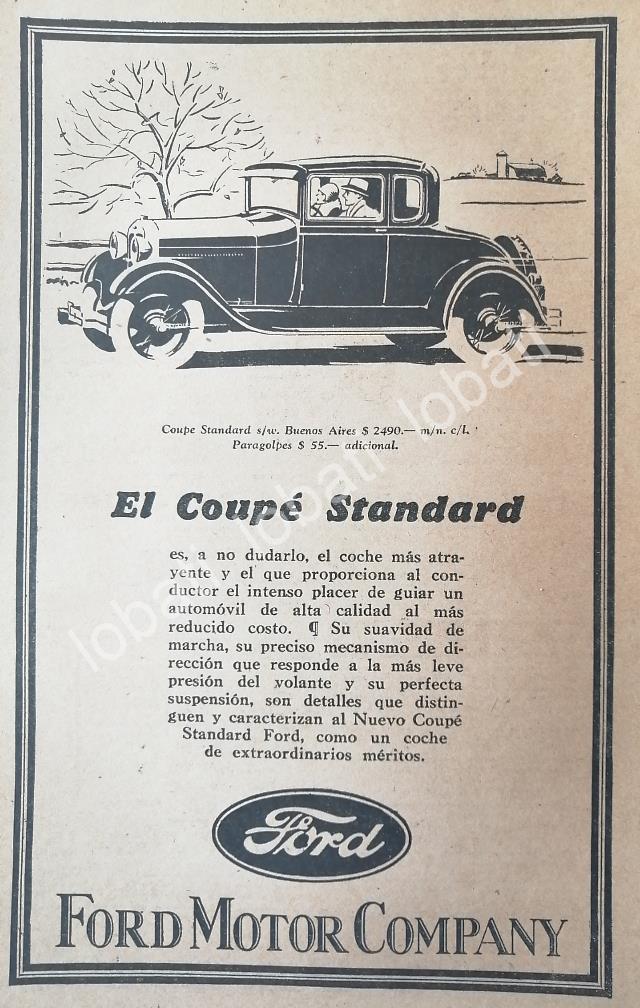 Coupe Standard s/w. Buenos Aires $ 2490.— m/n. c/l.
Paragolpes $ 55.— adicional.
El Coupé Standard
es, a no dudarlo, el coche más atra-
yente y el que proporciona al con-
ductor el intenso placer de guiar un
automóvil de alta calidad al más
reducido costo. ¶ Su suavidad de
marcha, su preciso mecanismo de di-
rección que responde a la más leve
presión del volante y su perfecta
suspensión, son detalles que distin-
guen y caracterizan al Nuevo Coupé
Standard Ford, como un coche
de extraordinarios méritos.
Ford
FORD MOTOR COMPANY
lobati lobati lobati